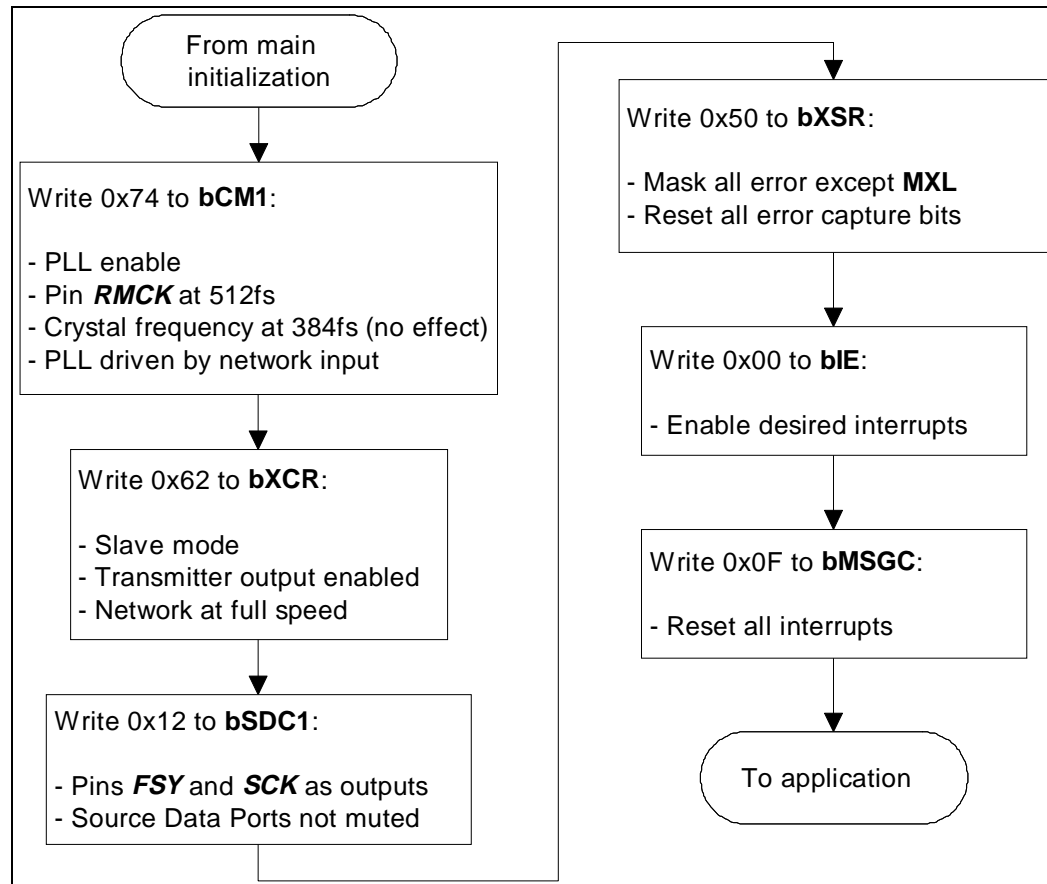 From main
initialization
Write 0x74 to bCM1:
- PLL enable
- Pin RMCK at 512fs
- Crystal frequency at 384fs (no effect)
- PLL driven by network input
Write 0x62 to bXCR:
- Slave mode
- Transmitter output enabled
- Network at full speed
Write 0x12 to bSDC1:
- Pins FSY and SCK as outputs
- Source Data Ports not muted
Write 0x50 to bXSR:
- Mask all error except MXL
- Reset all error capture bits
Write 0x00 to bIE:
- Enable desired interrupts
Write 0x0F to bMSGC:
- Reset all interrupts
To application